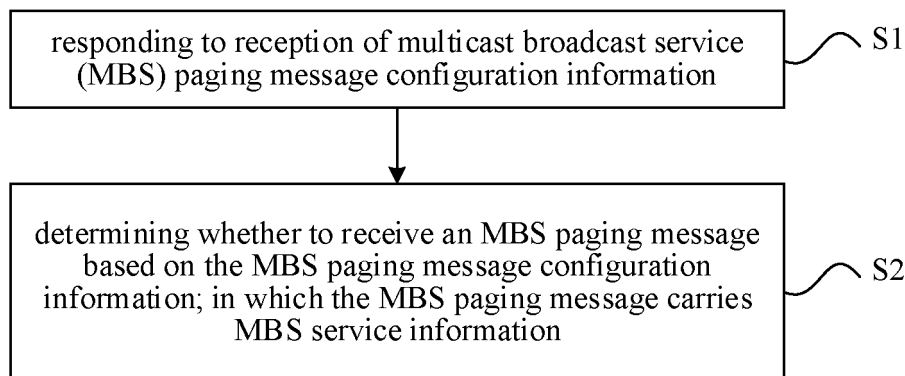 responding to reception of multicast broadcast service
(MBS) paging message configuration information
S1
determining whether to receive an MBS paging message
based on the MBS paging message configuration
information; in which the MBS paging message carries
MBS service information
S2